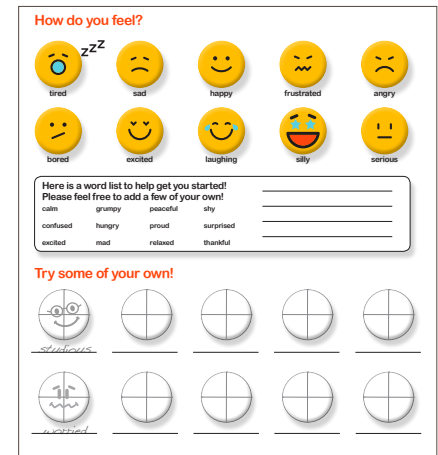 How do you feel?
zzZ
tired sad happy frustrated angry
bored excited laughing silly serious
Here is a word list to help get you started!
Please feel free to add a few of your own!
calm grumpy peaceful shy
confused hungry proud surprised
excited mad relaxed thankful
Try some of your own!
studious
worried